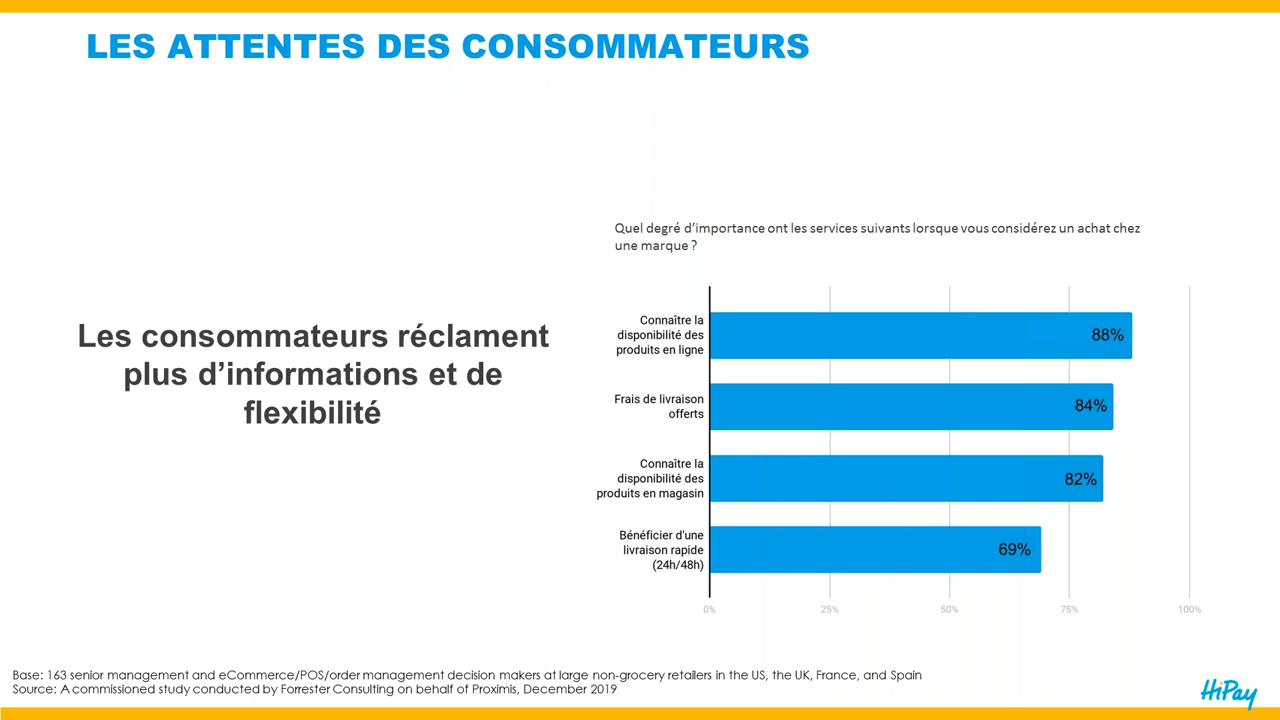 LES ATTENTES DES CONSOMMATEURS
Les consommateurs réclament
plus d’informations et de
flexibilité
Quel degré d’importance ont les services suivants lorsque vous considérez un achat chez
une marque ?
Connaître la
disponibilité des
produits en ligne
88%
Frais de livraison
offerts
84%
Connaître la
disponibilité des
produits en magasin
82%
Bénéficier d'une
livraison rapide
(24h/48h)
69%
0% 25% 50% 75% 100%
Base: 163 senior management and eCommerce/POS/order management decision makers at large non-grocery retailers in the US, the UK, France, and Spain
Source: A commissioned study conducted by Forrester Consulting on behalf of Proximis, December 2019
HiPay